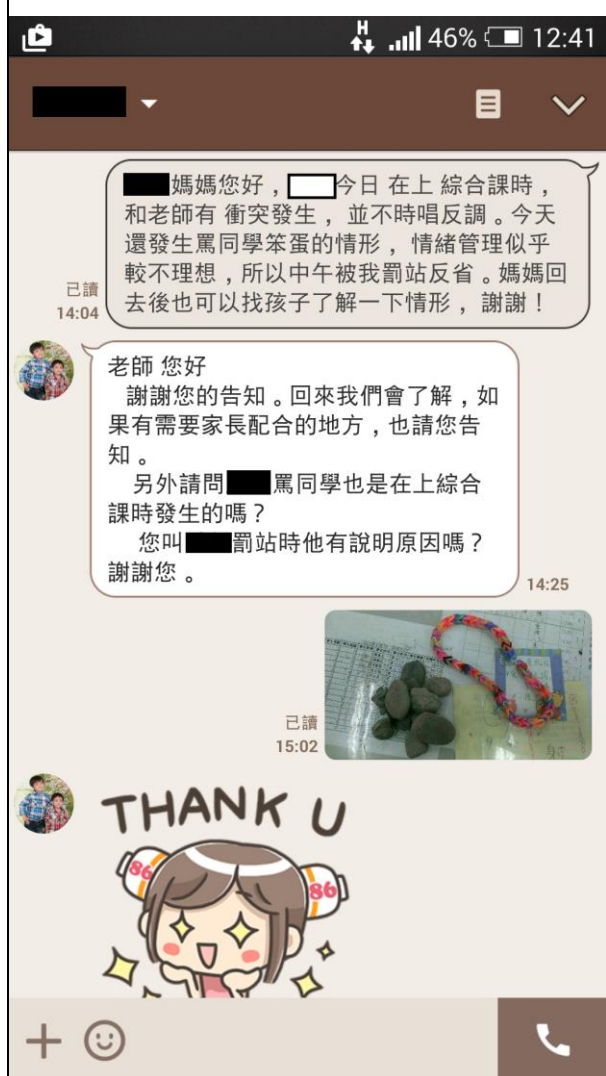 H 46% 12:41
媽媽您好，今日 在上 綜合課時，
和老師有 衝突發生， 並不時唱反調。今天
還發生罵同學笨蛋的情形， 情緒管理似乎
較不理想，所以中午被我罰站反省。媽媽回
去後也可以找孩子了解一下情形， 謝謝！
已讀
14:04
老師 您好
謝謝您的告知。回來我們會了解，如
果有需要家長配合的地方，也請您告
知。
另外請問罵同學也是在上綜合
課時發生的嗎？
您叫罰站時他有說明原因嗎？
謝謝您。
14:25
已讀
15:02
THANK U
86 86